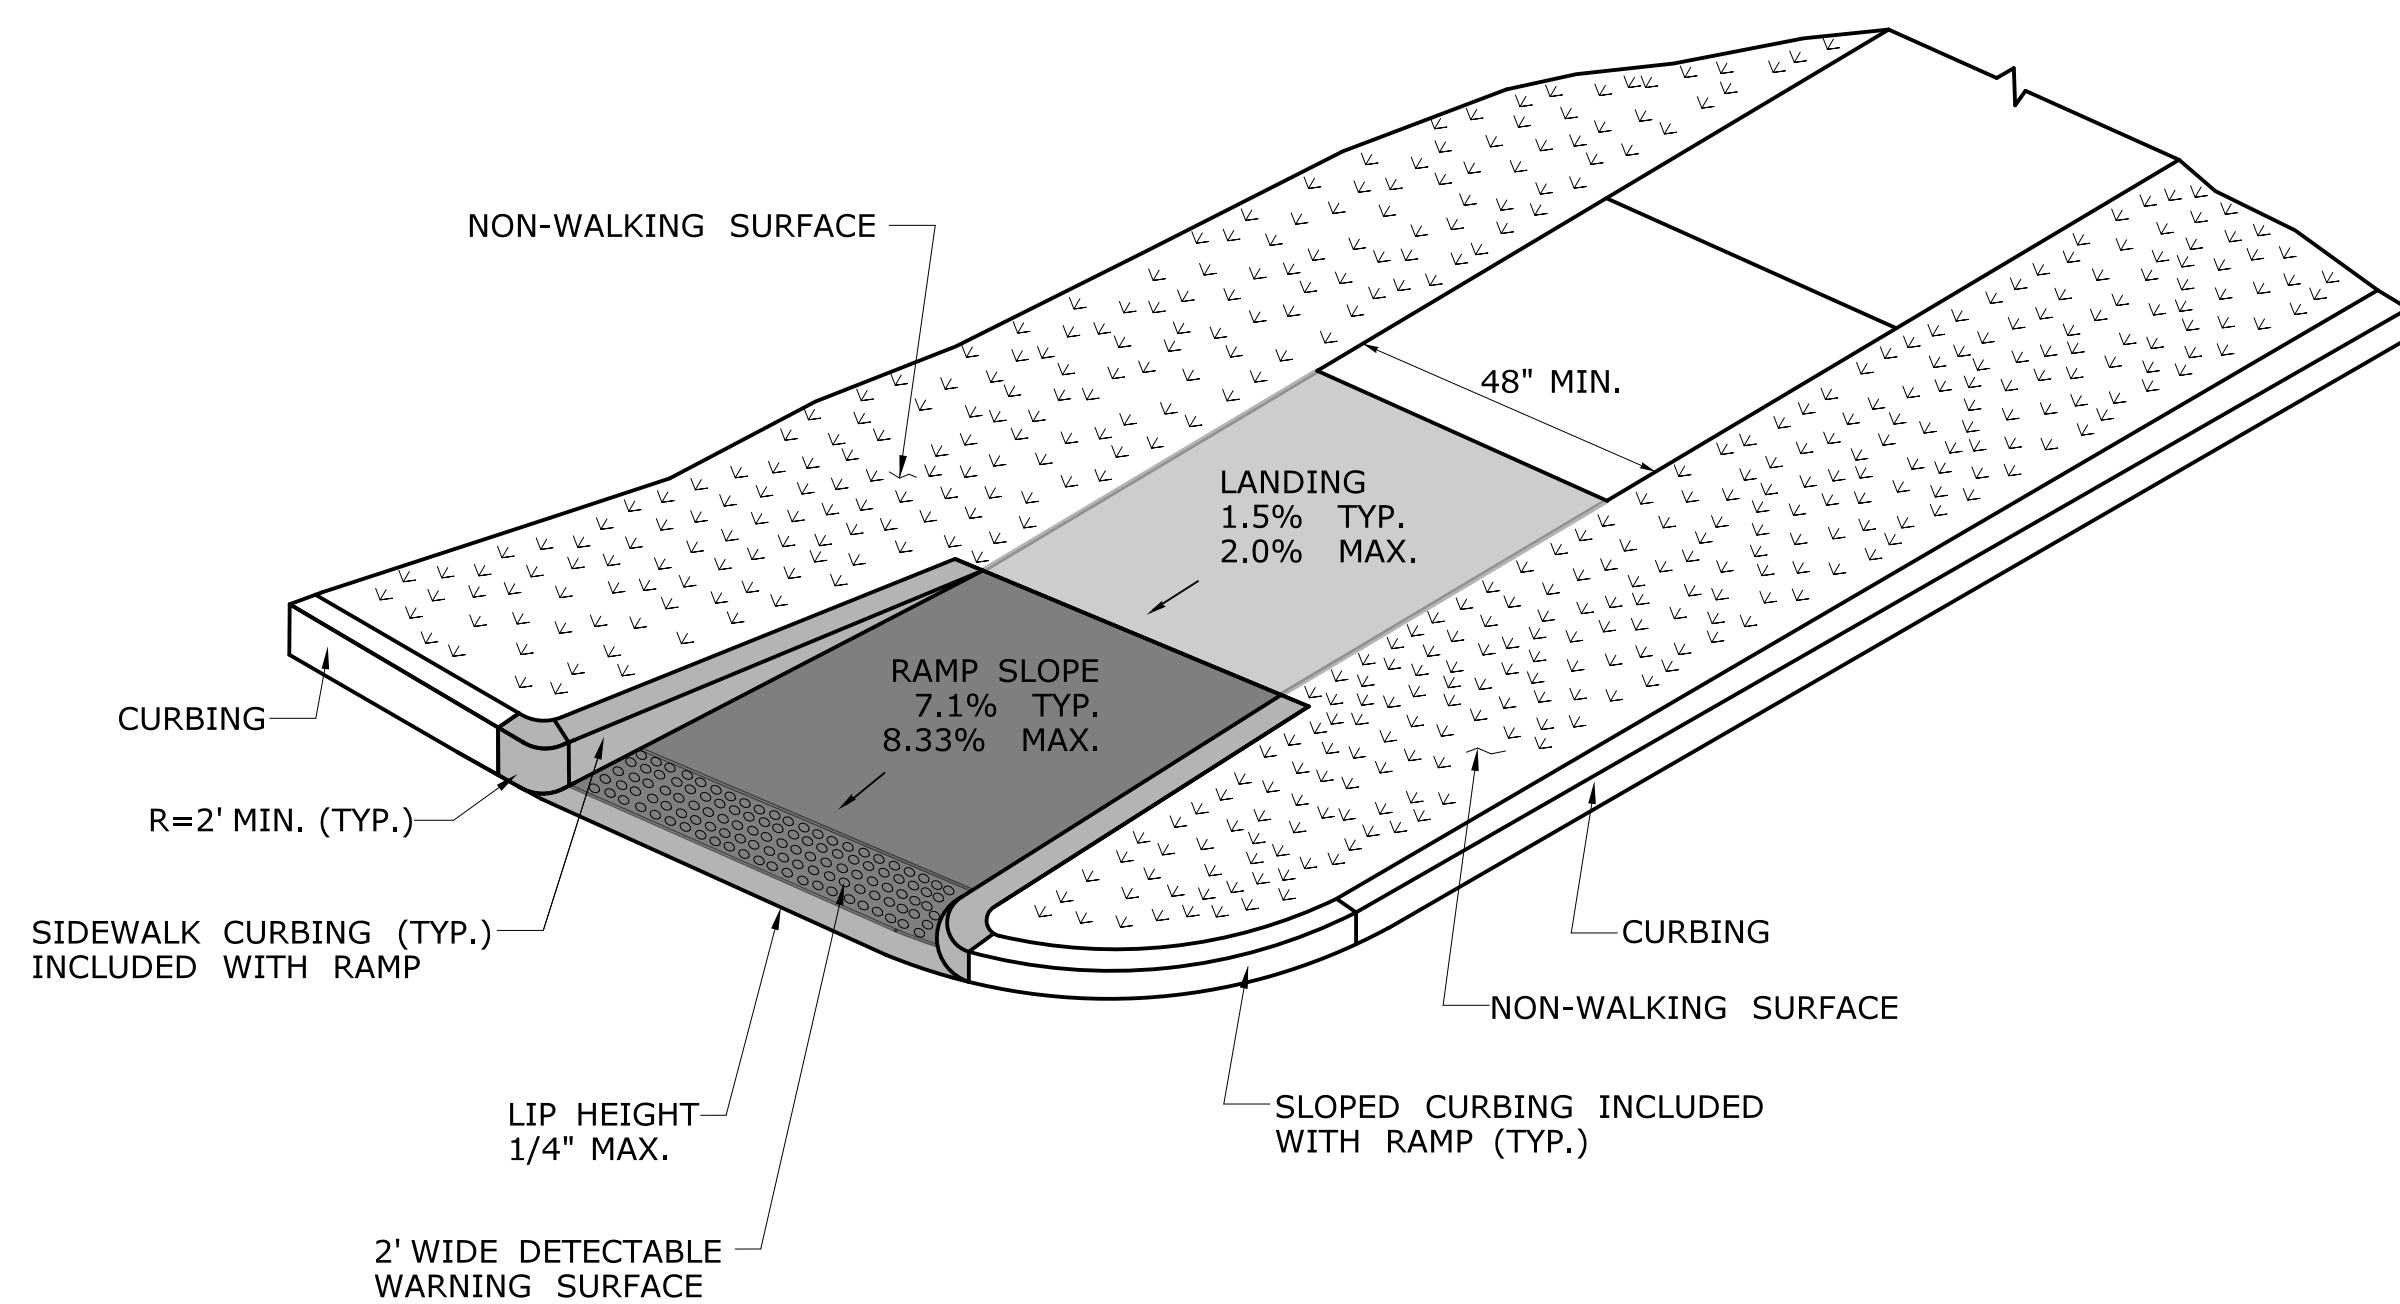 NON-WALKING SURFACE
48" MIN.
LANDING
1.5% TYP.
2.0% MAX.
RAMP SLOPE
7.1% TYP.
8.33% MAX.
CURBING
R=2' MIN. (TYP.)
SIDEWALK CURBING (TYP.)
INCLUDED WITH RAMP
CURBING
NON-WALKING SURFACE
LIP HEIGHT
1/4" MAX.
SLOPED CURBING INCLUDED
WITH RAMP (TYP.)
2' WIDE DETECTABLE
WARNING SURFACE